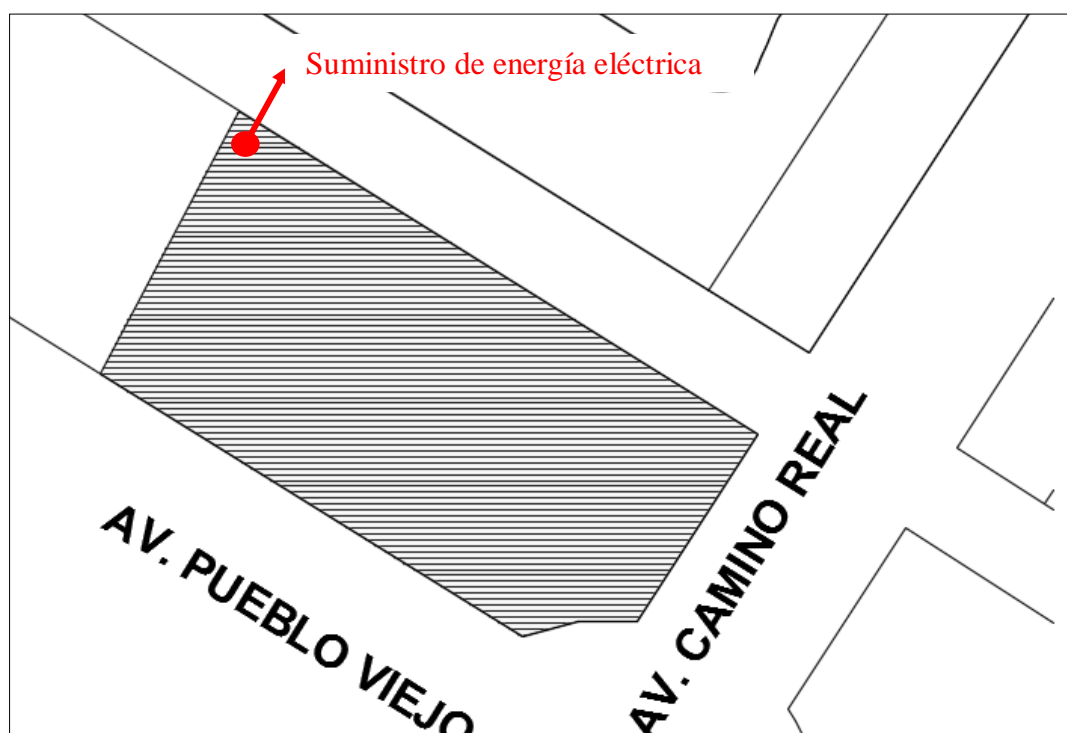 Suministro de energía eléctrica
AV. PUEBLO VIEJO
AV. CAMINO REAL